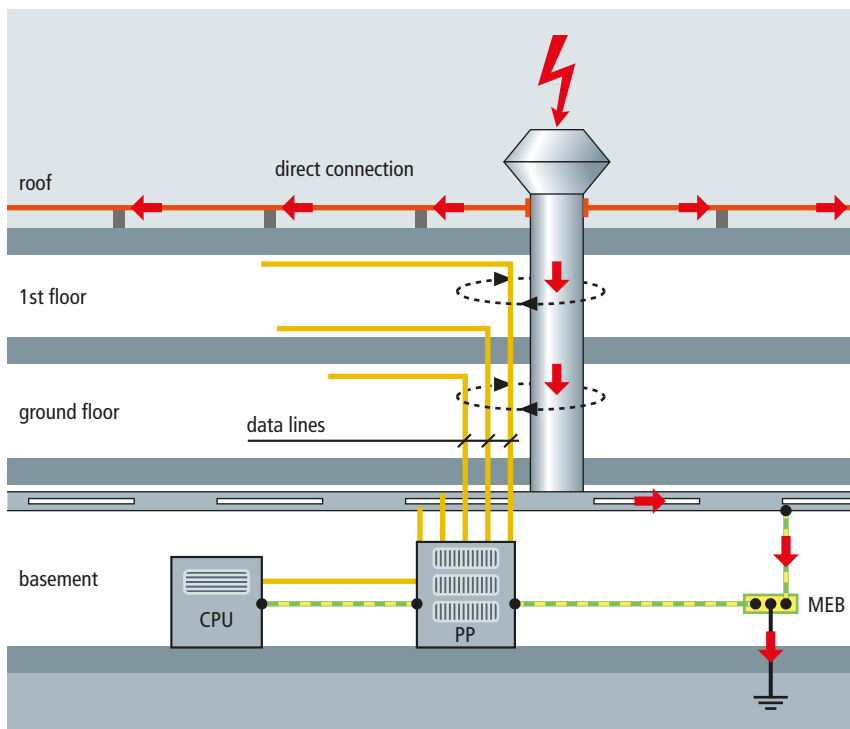 roof
direct connection
1st floor
ground floor
data lines
basement
CPU
PP
MEB